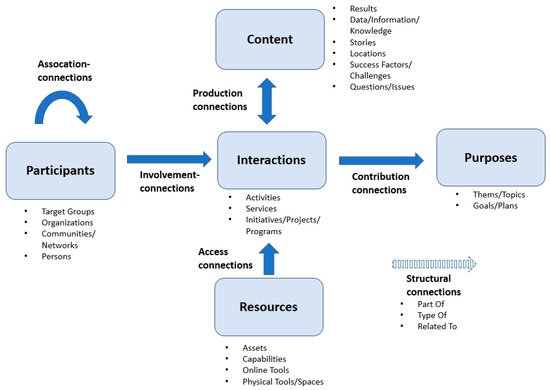 Content
• Results
• Data/Information/
Knowledge
• Stories
• Locations
• Success Factors/
Challenges
• Questions/Issues
Assocation-
connections
Production
connections
Participants
• Target Groups
• Organizations
• Communities/
Networks
• Persons
Involvement-
connections
Interactions
• Activities
• Services
• Initiatives/Projects/
Programs
Contribution
connections
Purposes
• Thems/Topics
• Goals/Plans
Access
connections
Resources
• Assets
• Capabilities
• Online Tools
• Physical Tools/Spaces
Structural
connections
• Part Of
• Type Of
• Related To